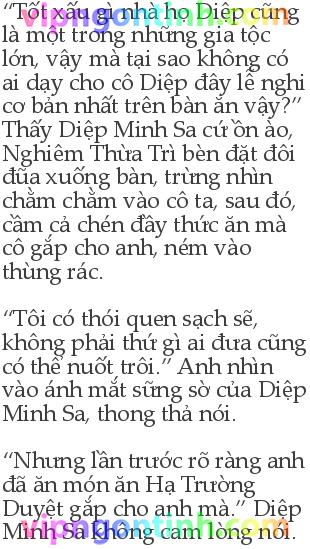 “Tốt xấu gì nhà họ Diệp cũng
là một trong những gia tộc
lớn, vậy mà tại sao không có
ai dạy cho cô Diệp đây lễ nghi
cơ bản nhất trên bàn ăn vậy?”
Thấy Diệp Minh Sa cứ ồn ào,
Nghiêm Thừa Trì bèn đặt đôi
đũa xuống bàn, trừng nhìn
chằm chằm vào cô ta, sau đó,
cầm cả chén đầy thức ăn mà
cô gắp cho anh, ném vào
thùng rác.
“Tôi có thói quen sạch sẽ,
không phải thứ gì ai đưa cũng
có thể nuốt trôi.” Anh nhìn
vào ánh mắt sững sờ của Diệp
Minh Sa, thong thả nói.
“Nhưng lần trước rõ ràng anh
đã ăn món ăn Hạ Trường
Duyệt gắp cho anh mà.” Diệp
Minh Sa không cam lòng nói.
vipngontinh.com
vipngontinh.com